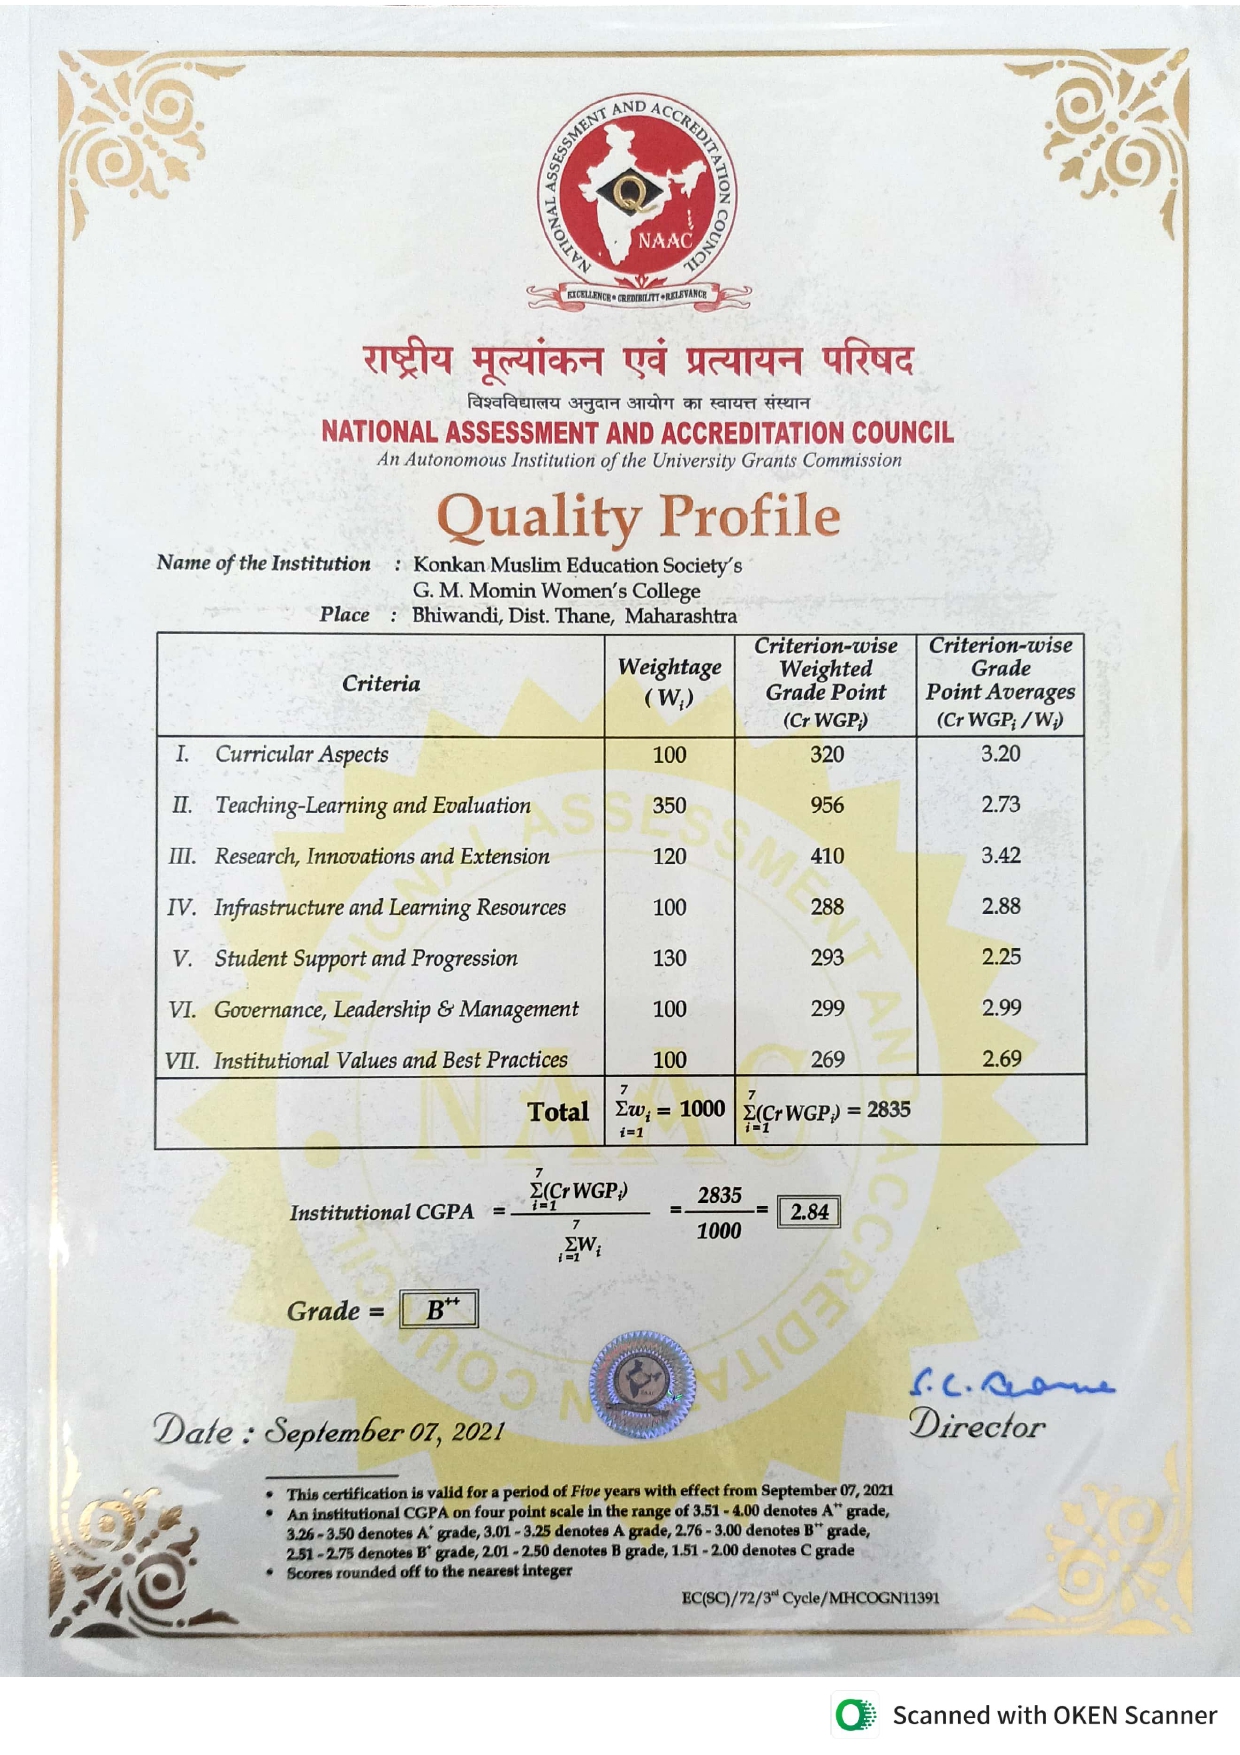 NATIONAL ASSESSMENT AND ACCREDITATION COUNCIL
Q
NAAC
EXCELLENCE • CREDIBILITY • RELEVANCE
राष्ट्रीय मूल्यांकन एवं प्रत्यायन परिषद
विश्वविद्यालय अनुदान आयोग का स्वायत्त संस्थान
NATIONAL ASSESSMENT AND ACCREDITATION COUNCIL
An Autonomous Institution of the University Grants Commission
Quality Profile
Name of the Institution : Konkan Muslim Education Society's
G. M. Momin Women's College
Place : Bhiwandi, Dist. Thane, Maharashtra
Criteria Weightage (Wi) Criterion-wise Weighted Grade Point (Cr WGPi) Criterion-wise Grade Point Averages (Cr WGPi / Wi)
I. Curricular Aspects 100 320 3.20
II. Teaching-Learning and Evaluation 350 956 2.73
III. Research, Innovations and Extension 120 410 3.42
IV. Infrastructure and Learning Resources 100 288 2.88
V. Student Support and Progression 130 293 2.25
VI. Governance, Leadership & Management 100 299 2.99
VII. Institutional Values and Best Practices 100 269 2.69
Total 7 Σwi = 1000 i=1 7 Σ(Cr WGPi) = 2835 i=1
Institutional CGPA = 7 Σ(Cr WGPi) i=1 / 7 ΣWi i=1 = 2835 / 1000 = 2.84
Grade = B++
Date : September 07, 2021
Director
• This certification is valid for a period of Five years with effect from September 07, 2021
• An institutional CGPA on four point scale in the range of 3.51 - 4.00 denotes A++ grade,
3.26 - 3.50 denotes A+ grade, 3.01 - 3.25 denotes A grade, 2.76 - 3.00 denotes B++ grade,
2.51 - 2.75 denotes B+ grade, 2.01 - 2.50 denotes B grade, 1.51 - 2.00 denotes C grade
• Scores rounded off to the nearest integer
EC(SC)/72/3rd Cycle/MHCOGN11391
Scanned with OKEN Scanner